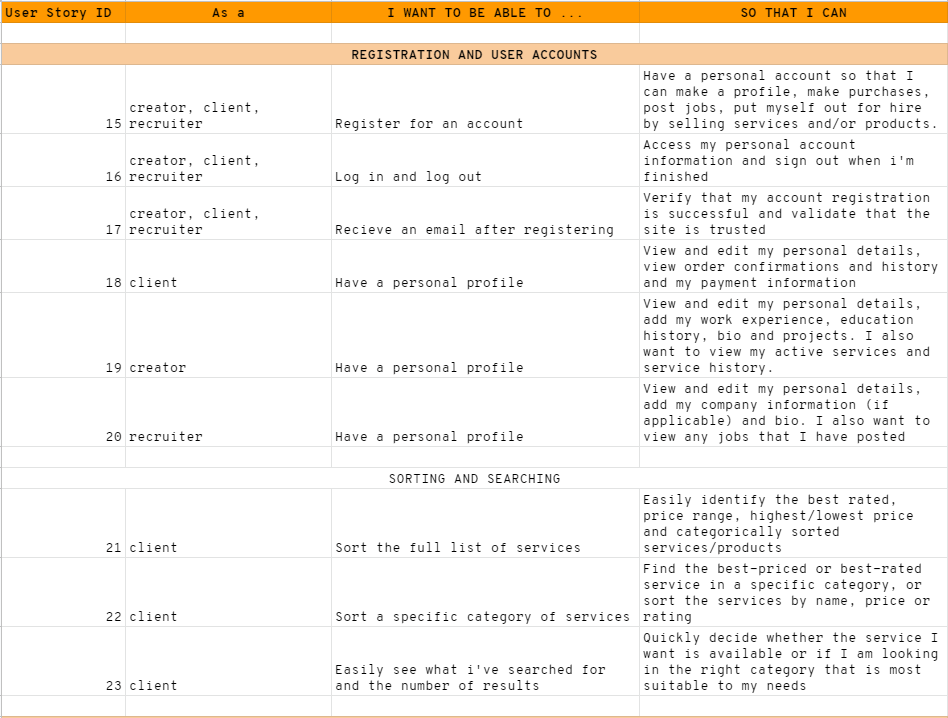 User Story ID As a I WANT TO BE ABLE TO ... SO THAT I CAN
REGISTRATION AND USER ACCOUNTS
Have a personal account so that I
can make a profile, make purchases,
creator, client, post jobs, put myself out for hire
15 recruiter Register for an account by selling services and/or products.
Access my personal account
creator, client, information and sign out when i'm
16 recruiter Log in and log out finished
Verify that my account registration
creator, client, is successful and validate that the
17 recruiter Recieve an email after registering site is trusted
View and edit my personal details,
view order confirmations and history
18 client Have a personal profile and my payment information
View and edit my personal details,
add my work experience, education
history, bio and projects. I also
want to view my active services and
19 creator Have a personal profile service history.
View and edit my personal details,
add my company information (if
applicable) and bio. I also want to
20 recruiter Have a personal profile view any jobs that I have posted
SORTING AND SEARCHING
Easily identify the best rated,
price range, highest/lowest price
and categorically sorted
21 client Sort the full list of services services/products
Find the best-priced or best-rated
service in a specific category, or
sort the services by name, price or
22 client Sort a specific category of services rating
Quickly decide whether the service I
want is available or if I am looking
Easily see what i've searched for in the right category that is most
23 client and the number of results suitable to my needs